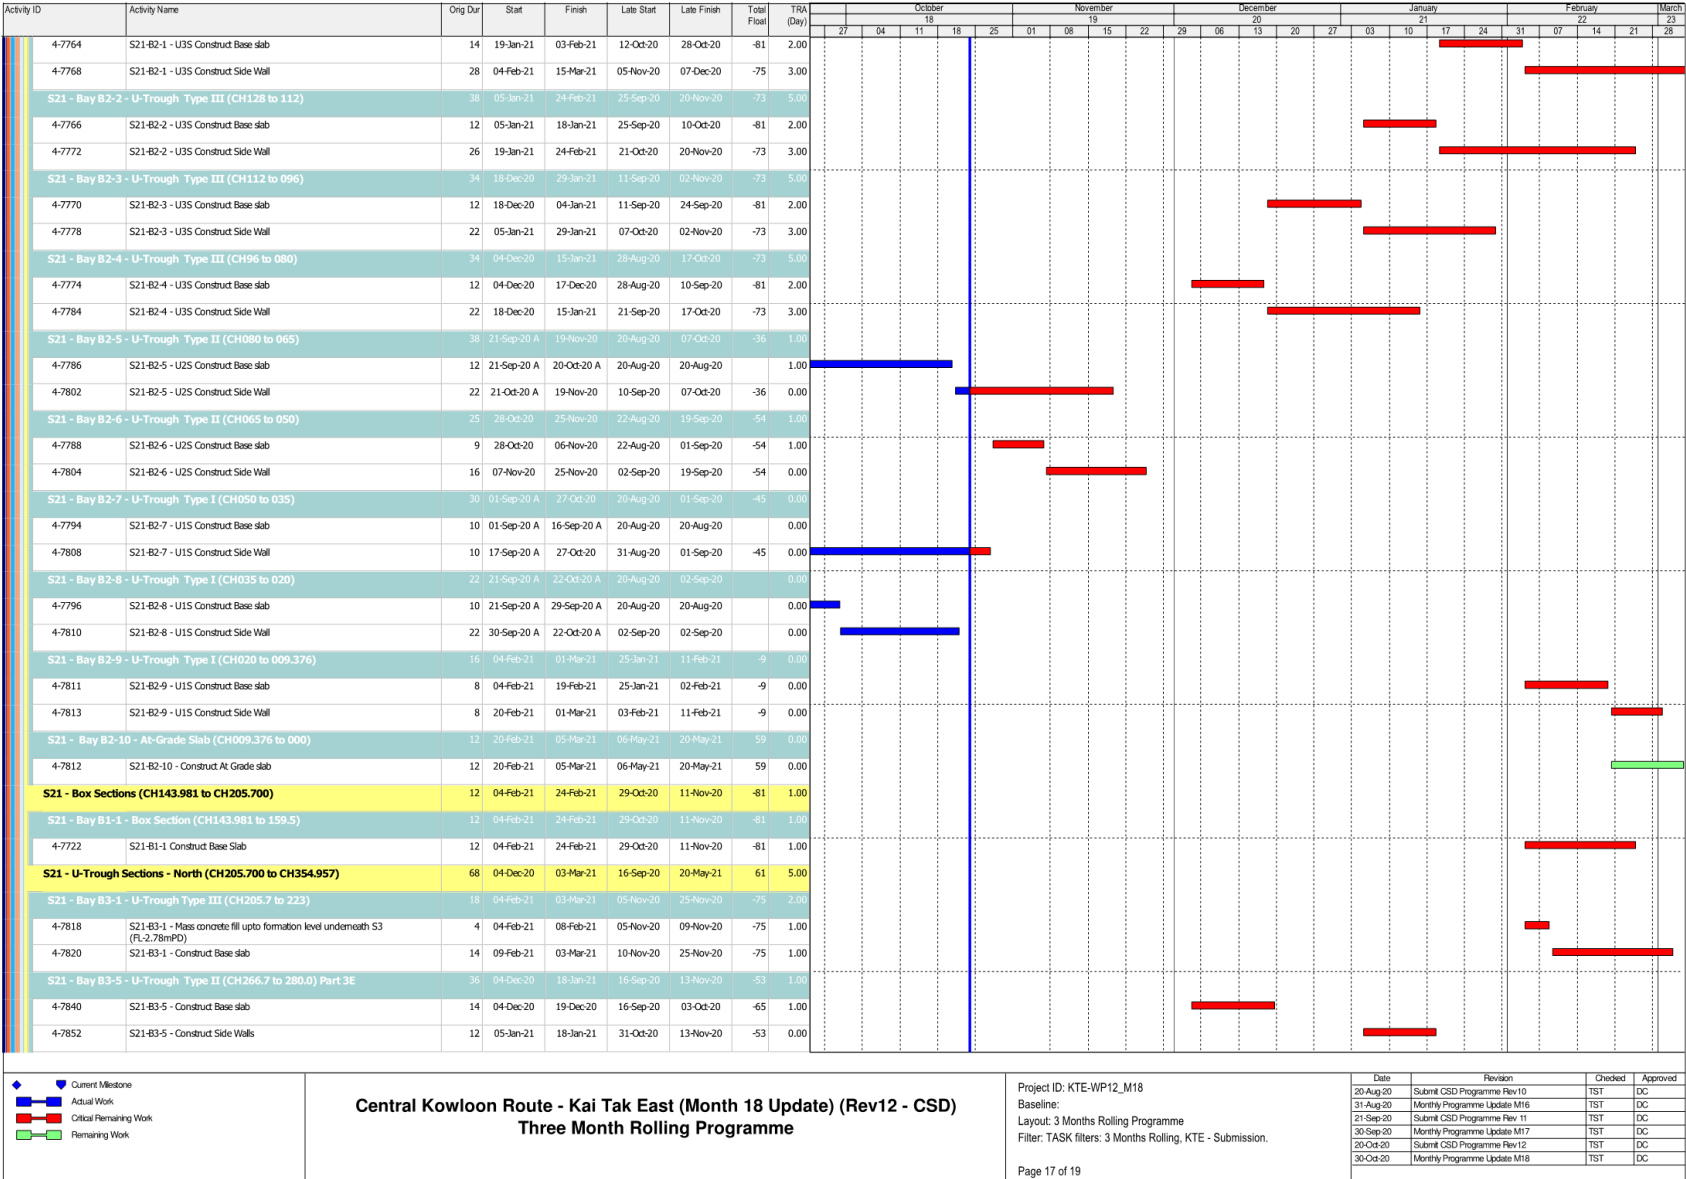 Activity ID Activity Name Orig Dur Start Finish Late Start Late Finish Total Float TRA (Day)
October November December January February March
18 19 20 21 22 23
27 04 11 18 25 01 08 15 22 29 06 13 20 27 03 10 17 24 31 07 14 21 28
4-7764 S21-B2-1 - U3S Construct Base slab 14 19-Jan-21 03-Feb-21 12-Oct-20 28-Oct-20 -81 2.00
4-7768 S21-B2-1 - U3S Construct Side Wall 28 04-Feb-21 15-Mar-21 05-Nov-20 07-Dec-20 -75 3.00
S21 - Bay B2-2 - U-Trough Type III (CH128 to 112) 38 05-Jan-21 24-Feb-21 25-Sep-20 20-Nov-20 -73 5.00
4-7766 S21-B2-2 - U3S Construct Base slab 12 05-Jan-21 18-Jan-21 25-Sep-20 10-Oct-20 -81 2.00
4-7772 S21-B2-2 - U3S Construct Side Wall 26 19-Jan-21 24-Feb-21 21-Oct-20 20-Nov-20 -73 3.00
S21 - Bay B2-3 - U-Trough Type III (CH112 to 096) 34 18-Dec-20 29-Jan-21 11-Sep-20 02-Nov-20 -73 5.00
4-7770 S21-B2-3 - U3S Construct Base slab 12 18-Dec-20 04-Jan-21 11-Sep-20 24-Sep-20 -81 2.00
4-7778 S21-B2-3 - U3S Construct Side Wall 22 05-Jan-21 29-Jan-21 07-Oct-20 02-Nov-20 -73 3.00
S21 - Bay B2-4 - U-Trough Type III (CH96 to 080) 34 04-Dec-20 15-Jan-21 28-Aug-20 17-Oct-20 -73 5.00
4-7774 S21-B2-4 - U3S Construct Base slab 12 04-Dec-20 17-Dec-20 28-Aug-20 10-Sep-20 -81 2.00
4-7784 S21-B2-4 - U3S Construct Side Wall 22 18-Dec-20 15-Jan-21 21-Sep-20 17-Oct-20 -73 3.00
S21 - Bay B2-5 - U-Trough Type II (CH080 to 065) 38 21-Sep-20 A 19-Nov-20 20-Aug-20 07-Oct-20 -36 1.00
4-7786 S21-B2-5 - U2S Construct Base slab 12 21-Sep-20 A 20-Oct-20 A 20-Aug-20 20-Aug-20 1.00
4-7802 S21-B2-5 - U2S Construct Side Wall 22 21-Oct-20 A 19-Nov-20 10-Sep-20 07-Oct-20 -36 0.00
S21 - Bay B2-6 - U-Trough Type II (CH065 to 050) 25 28-Oct-20 25-Nov-20 22-Aug-20 19-Sep-20 -54 1.00
4-7788 S21-B2-6 - U2S Construct Base slab 9 28-Oct-20 06-Nov-20 22-Aug-20 01-Sep-20 -54 1.00
4-7804 S21-B2-6 - U2S Construct Side Wall 16 07-Nov-20 25-Nov-20 02-Sep-20 19-Sep-20 -54 0.00
S21 - Bay B2-7 - U-Trough Type I (CH050 to 035) 30 01-Sep-20 A 27-Oct-20 20-Aug-20 01-Sep-20 -45 0.00
4-7794 S21-B2-7 - U1S Construct Base slab 10 01-Sep-20 A 16-Sep-20 A 20-Aug-20 20-Aug-20 0.00
4-7808 S21-B2-7 - U1S Construct Side Wall 10 17-Sep-20 A 27-Oct-20 31-Aug-20 01-Sep-20 -45 0.00
S21 - Bay B2-8 - U-Trough Type I (CH035 to 020) 22 21-Sep-20 A 22-Oct-20 A 20-Aug-20 02-Sep-20 0.00
4-7796 S21-B2-8 - U1S Construct Base slab 10 21-Sep-20 A 29-Sep-20 A 20-Aug-20 20-Aug-20 0.00
4-7810 S21-B2-8 - U1S Construct Side Wall 22 30-Sep-20 A 22-Oct-20 A 02-Sep-20 02-Sep-20 0.00
S21 - Bay B2-9 - U-Trough Type I (CH020 to 009.376) 16 04-Feb-21 01-Mar-21 25-Jan-21 11-Feb-21 -9 0.00
4-7811 S21-B2-9 - U1S Construct Base slab 8 04-Feb-21 19-Feb-21 25-Jan-21 02-Feb-21 -9 0.00
4-7813 S21-B2-9 - U1S Construct Side Wall 8 20-Feb-21 01-Mar-21 03-Feb-21 11-Feb-21 -9 0.00
S21 - Bay B2-10 - At-Grade Slab (CH009.376 to 000) 12 20-Feb-21 05-Mar-21 06-May-21 20-May-21 59 0.00
4-7812 S21-B2-10 - Construct At Grade slab 12 20-Feb-21 05-Mar-21 06-May-21 20-May-21 59 0.00
S21 - Box Sections (CH143.981 to CH205.700) 12 04-Feb-21 24-Feb-21 29-Oct-20 11-Nov-20 -81 1.00
S21 - Bay B1-1 - Box Section (CH143.981 to 159.5) 12 04-Feb-21 24-Feb-21 29-Oct-20 11-Nov-20 -81 1.00
4-7722 S21-B1-1 Construct Base Slab 12 04-Feb-21 24-Feb-21 29-Oct-20 11-Nov-20 -81 1.00
S21 - U-Trough Sections - North (CH205.700 to CH354.957) 68 04-Dec-20 03-Mar-21 16-Sep-20 20-May-21 61 5.00
S21 - Bay B3-1 - U-Trough Type III (CH205.7 to 223) 18 04-Feb-21 03-Mar-21 05-Nov-20 25-Nov-20 -75 2.00
4-7818 S21-B3-1 - Mass concrete fill upto formation level underneath S3 (FL-2.78mPD) 4 04-Feb-21 08-Feb-21 05-Nov-20 09-Nov-20 -75 1.00
4-7820 S21-B3-1 - Construct Base slab 14 09-Feb-21 03-Mar-21 10-Nov-20 25-Nov-20 -75 1.00
S21 - Bay B3-5 - U-Trough Type II (CH266.7 to 280.0) Part 3E 36 04-Dec-20 18-Jan-21 16-Sep-20 13-Nov-20 -53 1.00
4-7840 S21-B3-5 - Construct Base slab 14 04-Dec-20 19-Dec-20 16-Sep-20 03-Oct-20 -65 1.00
4-7852 S21-B3-5 - Construct Side Walls 12 05-Jan-21 18-Jan-21 31-Oct-20 13-Nov-20 -53 0.00
Current Milestone
Actual Work
Critical Remaining Work
Remaining Work
Central Kowloon Route - Kai Tak East (Month 18 Update) (Rev12 - CSD)
Three Month Rolling Programme
Project ID: KTE-WP12_M18
Baseline:
Layout: 3 Months Rolling Programme
Filter: TASK filters: 3 Months Rolling, KTE - Submission.
Page 17 of 19
Date Revision Checked Approved
20-Aug-20 Submit CSD Programme Rev10 TST DC
31-Aug-20 Monthly Programme Update M16 TST DC
21-Sep-20 Submit CSD Programme Rev 11 TST DC
30-Sep-20 Monthly Programme Update M17 TST DC
20-Oct-20 Submit CSD Programme Rev12 TST DC
30-Oct-20 Monthly Programme Update M18 TST DC